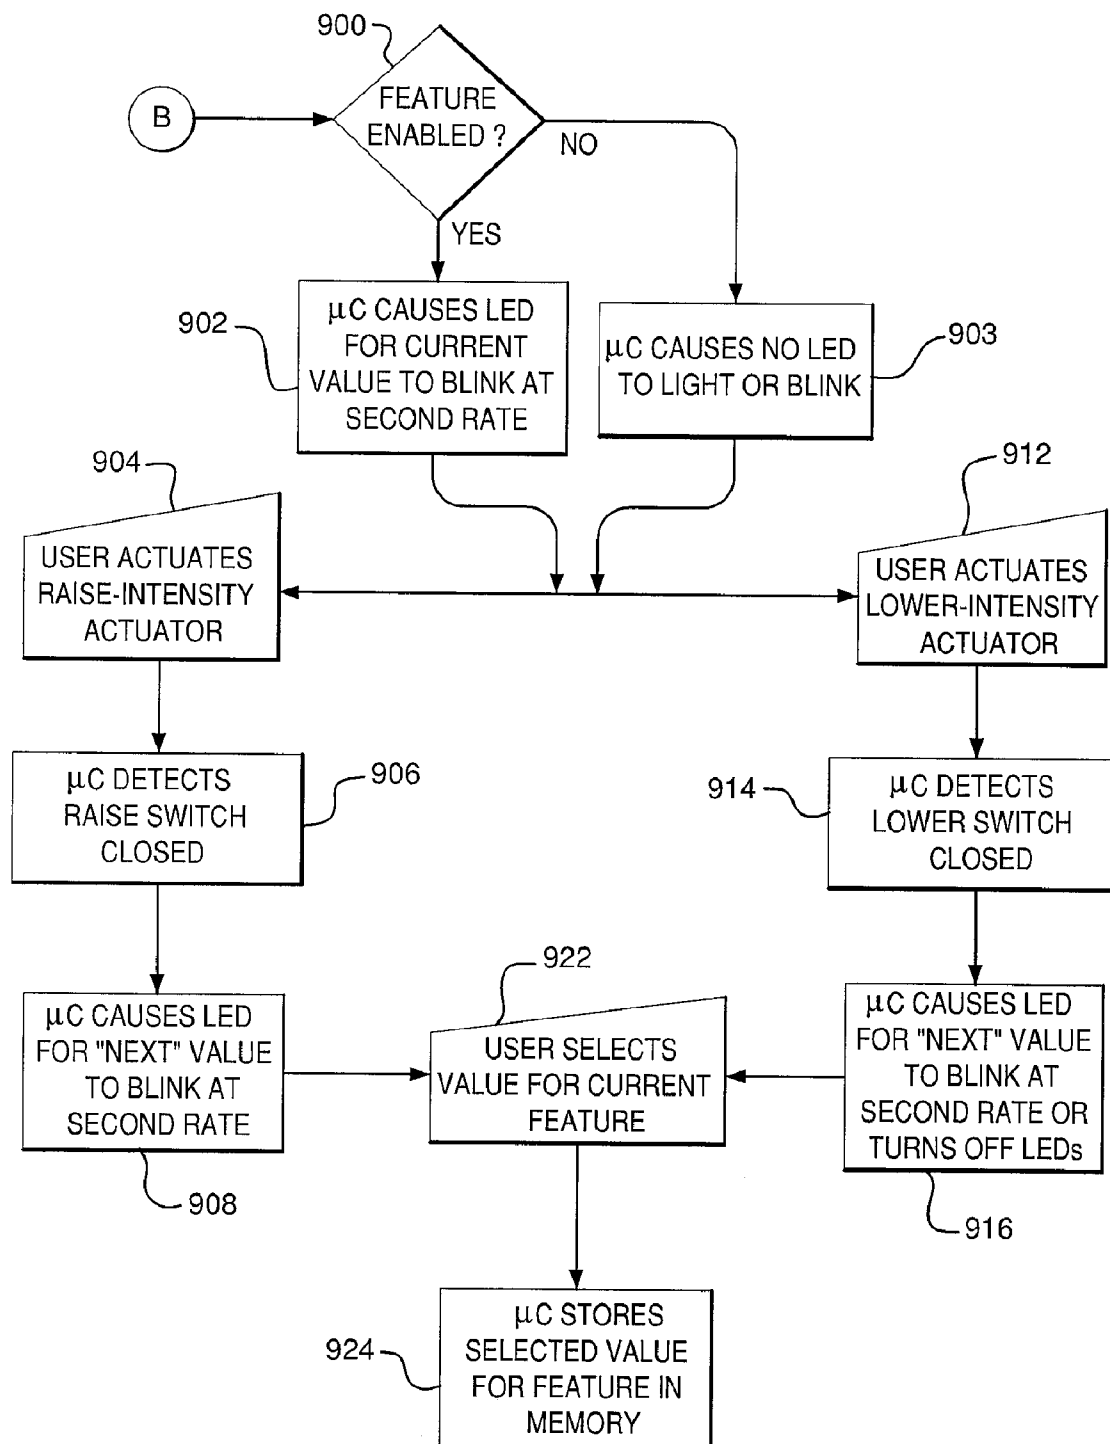 900
B
FEATURE
ENABLED ?
NO
YES
902
μC CAUSES LED
FOR CURRENT
VALUE TO BLINK AT
SECOND RATE
μC CAUSES NO LED
TO LIGHT OR BLINK
903
904
USER ACTUATES
RAISE-INTENSITY
ACTUATOR
912
USER ACTUATES
LOWER-INTENSITY
ACTUATOR
μC DETECTS
RAISE SWITCH
CLOSED
906
914
μC DETECTS
LOWER SWITCH
CLOSED
μC CAUSES LED
FOR "NEXT" VALUE
TO BLINK AT
SECOND RATE
908
922
USER SELECTS
VALUE FOR CURRENT
FEATURE
μC CAUSES LED
FOR "NEXT" VALUE
TO BLINK AT
SECOND RATE OR
TURNS OFF LEDs
916
924
μC STORES
SELECTED VALUE
FOR FEATURE IN
MEMORY